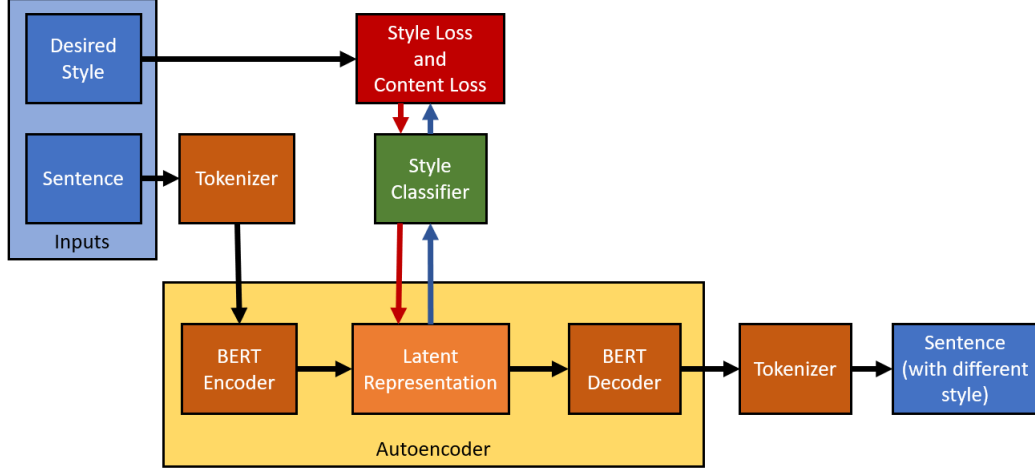 Desired
Style
Style Loss
and
Content Loss
Sentence
Tokenizer
Style
Classifier
Inputs
BERT
Encoder
Latent
Representation
BERT
Decoder
Tokenizer
Sentence
(with different
style)
Autoencoder